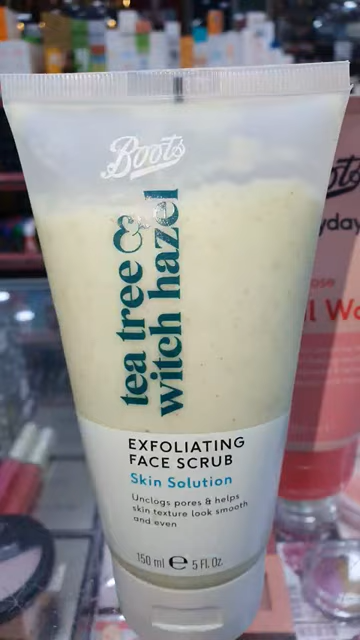 Boots
tea tree &
witch hazel
EXFOLIATING
FACE SCRUB
Skin Solution
Unclogs pores & helps
skin texture look smooth
and even
150 ml e 5 Fl. Oz.